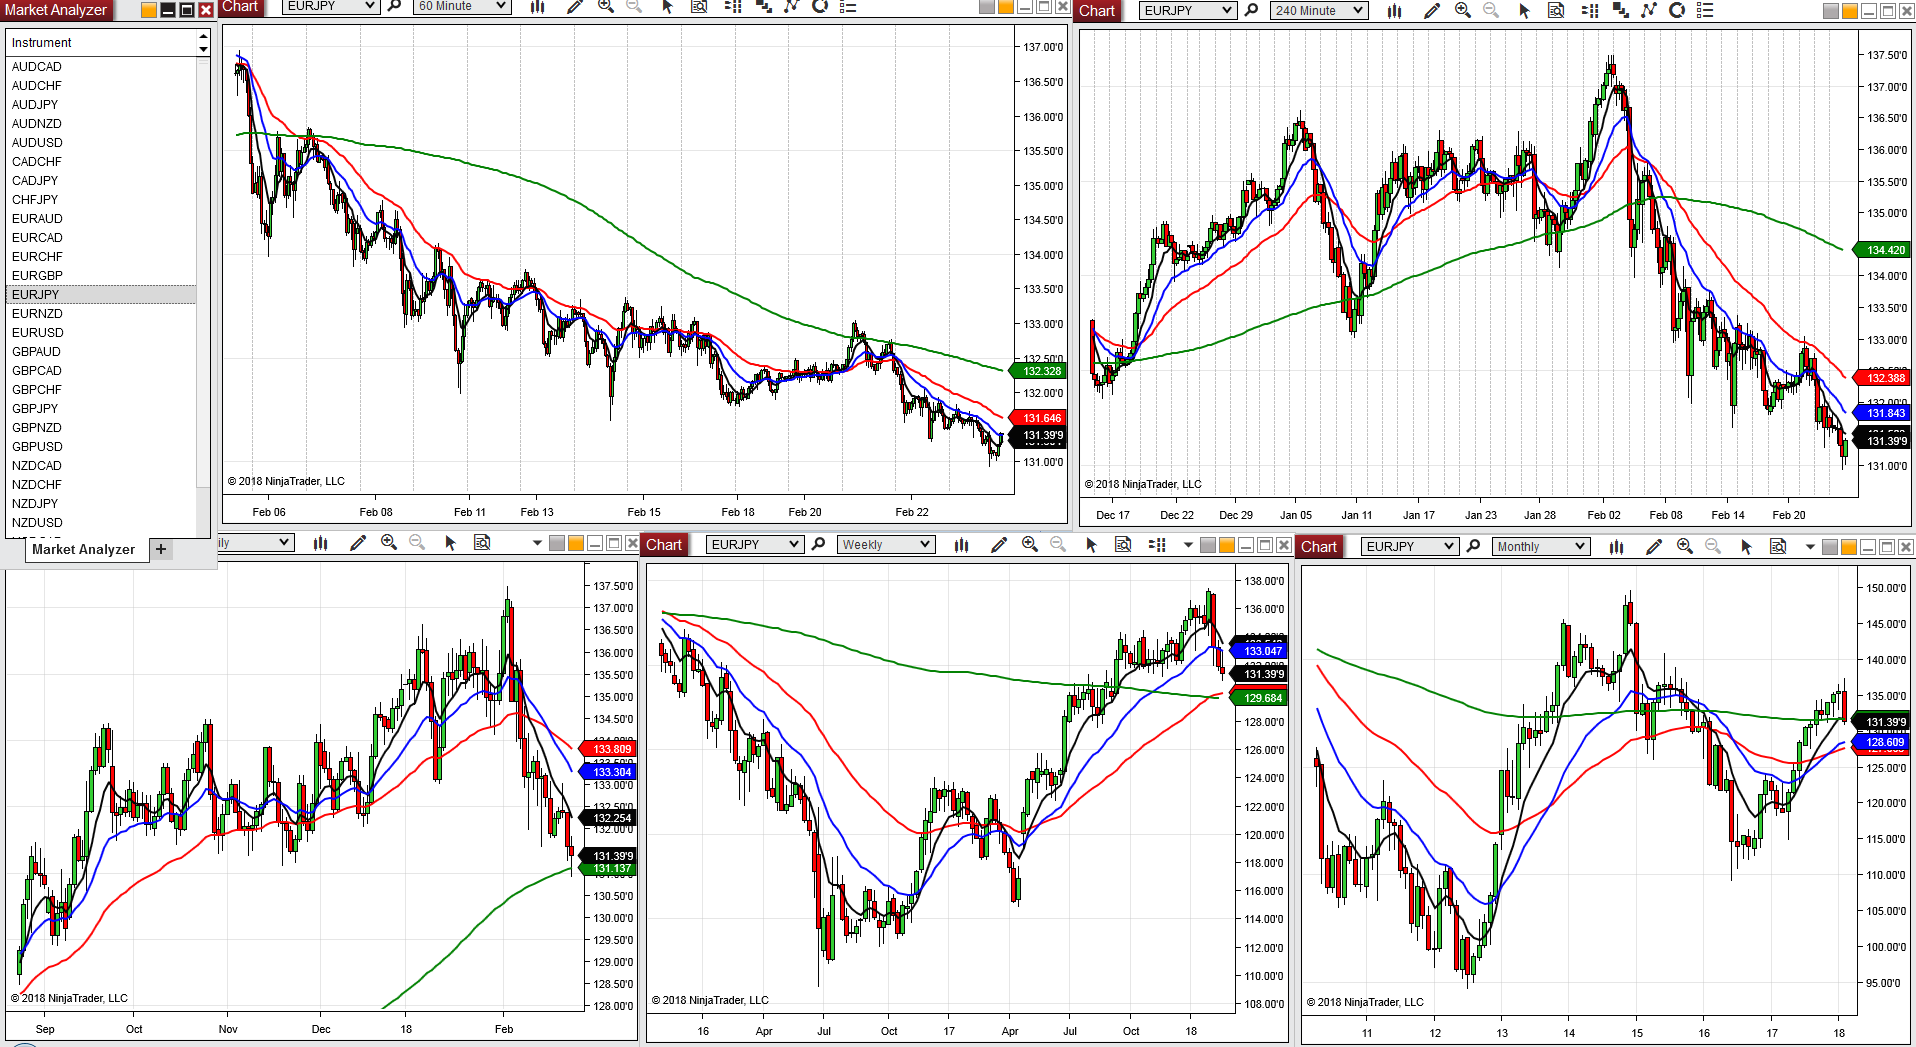 Market Analyzer
Instrument
AUDCAD
AUDCHF
AUDJPY
AUDNZD
AUDUSD
CADCHF
CADJPY
CHFJPY
EURAUD
EURCAD
EURCHF
EURGBP
EURJPY
EURNZD
EURUSD
GBPAUD
GBPCAD
GBPCHF
GBPJPY
GBPNZD
GBPUSD
NZDCAD
NZDCHF
NZDJPY
NZDUSD
Market Analyzer +
Chart EURJPY 60 Minute
137.00'0
136.50'0
136.00'0
135.50'0
135.00'0
134.50'0
134.00'0
133.50'0
133.00'0
132.50'0
132.328
132.00'0
131.646
131.39'9
131.00'0
© 2018 NinjaTrader, LLC
Feb 06 Feb 08 Feb 11 Feb 13 Feb 15 Feb 18 Feb 20 Feb 22
Chart EURJPY 240 Minute
137.50'0
137.00'0
136.50'0
136.00'0
135.50'0
135.00'0
134.420
134.00'0
133.50'0
133.00'0
132.388
132.00'0
131.843
131.39'9
131.00'0
© 2018 NinjaTrader, LLC
Dec 17 Dec 22 Dec 29 Jan 05 Jan 11 Jan 17 Jan 23 Jan 28 Feb 02 Feb 08 Feb 14 Feb 20
ily
137.50'0
137.00'0
136.50'0
136.00'0
135.50'0
135.00'0
134.50'0
133.809
133.304
132.50'0
132.254
132.00'0
131.39'9
131.137
130.50'0
130.00'0
129.50'0
129.00'0
128.50'0
128.00'0
© 2018 NinjaTrader, LLC
Sep Oct Nov Dec 18 Feb
Chart EURJPY Weekly
138.00'0
136.00'0
133.047
131.39'9
129.684
128.00'0
126.00'0
124.00'0
122.00'0
120.00'0
118.00'0
116.00'0
114.00'0
112.00'0
110.00'0
108.00'0
© 2018 NinjaTrader, LLC
16 Apr Jul Oct 17 Apr Jul Oct 18
Chart EURJPY Monthly
150.00'0
145.00'0
140.00'0
135.00'0
131.39'9
128.609
125.00'0
120.00'0
115.00'0
110.00'0
105.00'0
100.00'0
95.00'0
© 2018 NinjaTrader, LLC
11 12 13 14 15 16 17 18